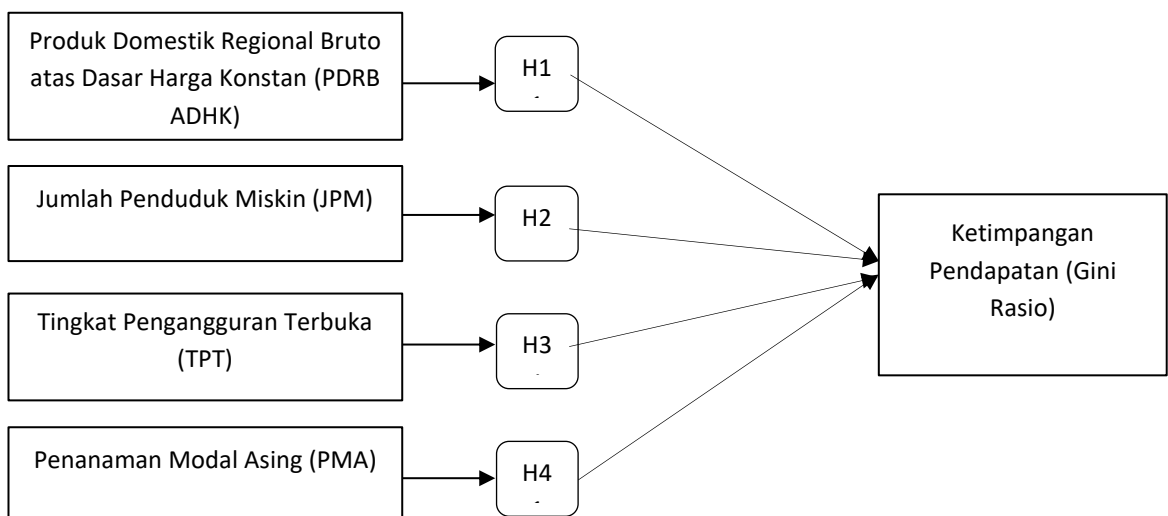 Produk Domestik Regional Bruto
atas Dasar Harga Konstan (PDRB
ADHK)
H1
Jumlah Penduduk Miskin (JPM)
H2
Ketimpangan
Pendapatan (Gini
Rasio)
Tingkat Pengangguran Terbuka
(TPT)
H3
Penanaman Modal Asing (PMA)
H4